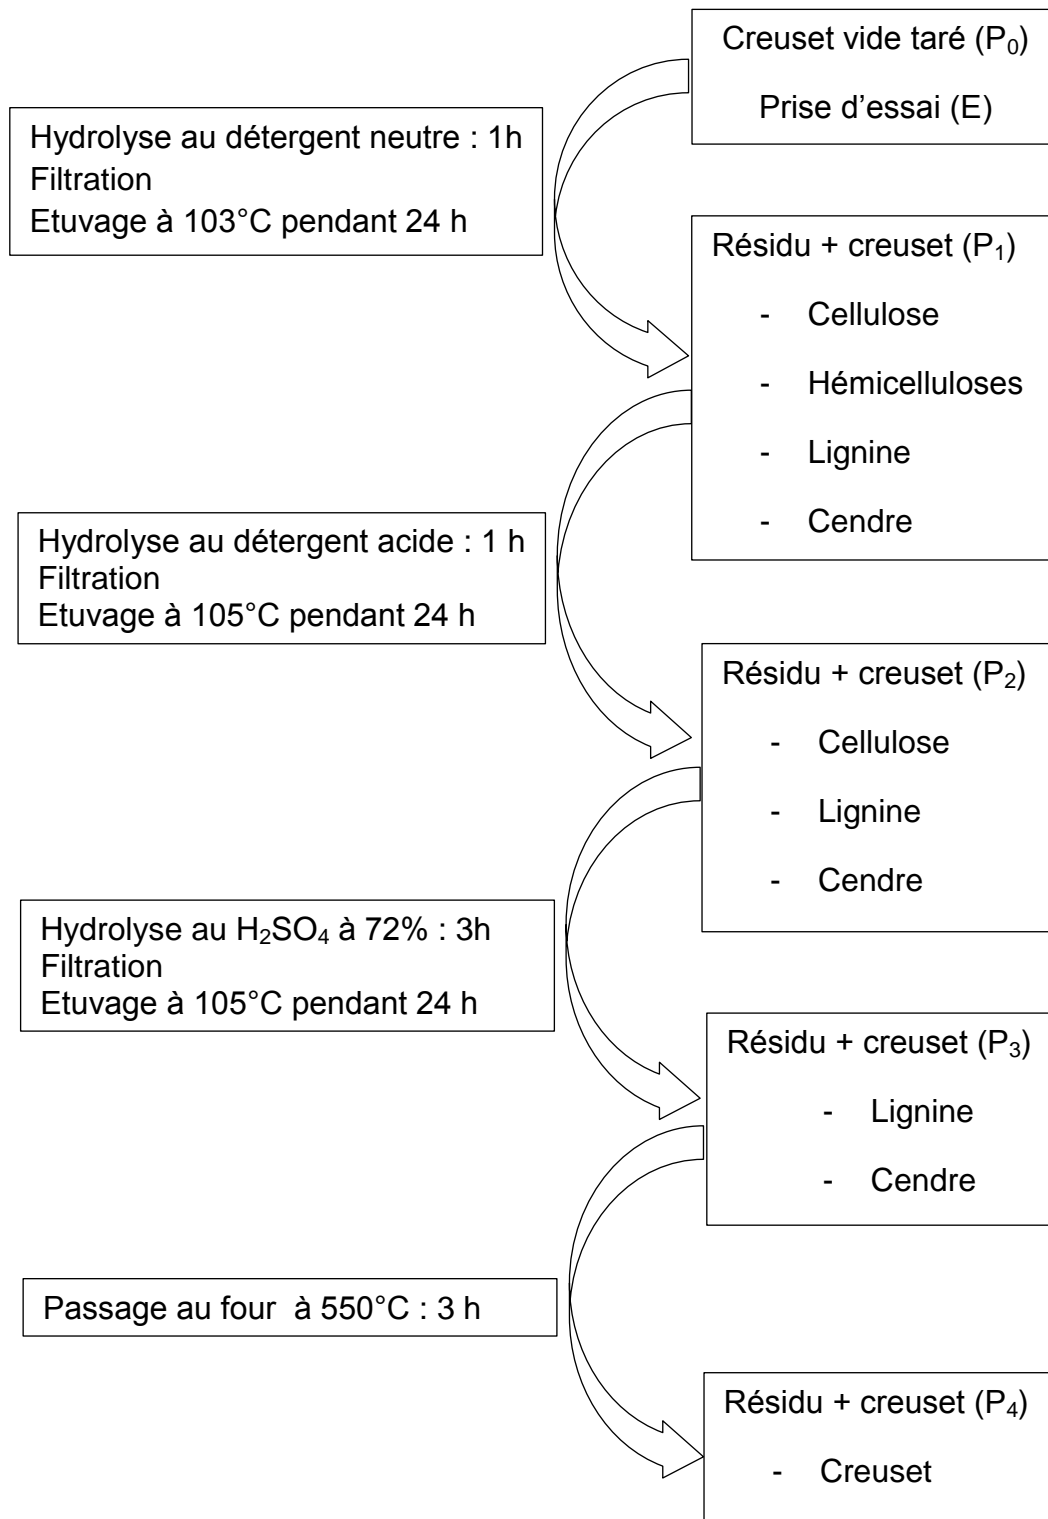 Creuset vide taré (P₀)
Prise d'essai (E)
Hydrolyse au détergent neutre : 1h
Filtration
Etuvage à 103°C pendant 24 h
Résidu + creuset (P₁)
- Cellulose
- Hémicelluloses
- Lignine
- Cendre
Hydrolyse au détergent acide : 1 h
Filtration
Etuvage à 105°C pendant 24 h
Résidu + creuset (P₂)
- Cellulose
- Lignine
- Cendre
Hydrolyse au H₂SO₄ à 72% : 3h
Filtration
Etuvage à 105°C pendant 24 h
Résidu + creuset (P₃)
- Lignine
- Cendre
Passage au four à 550°C : 3 h
Résidu + creuset (P₄)
- Creuset